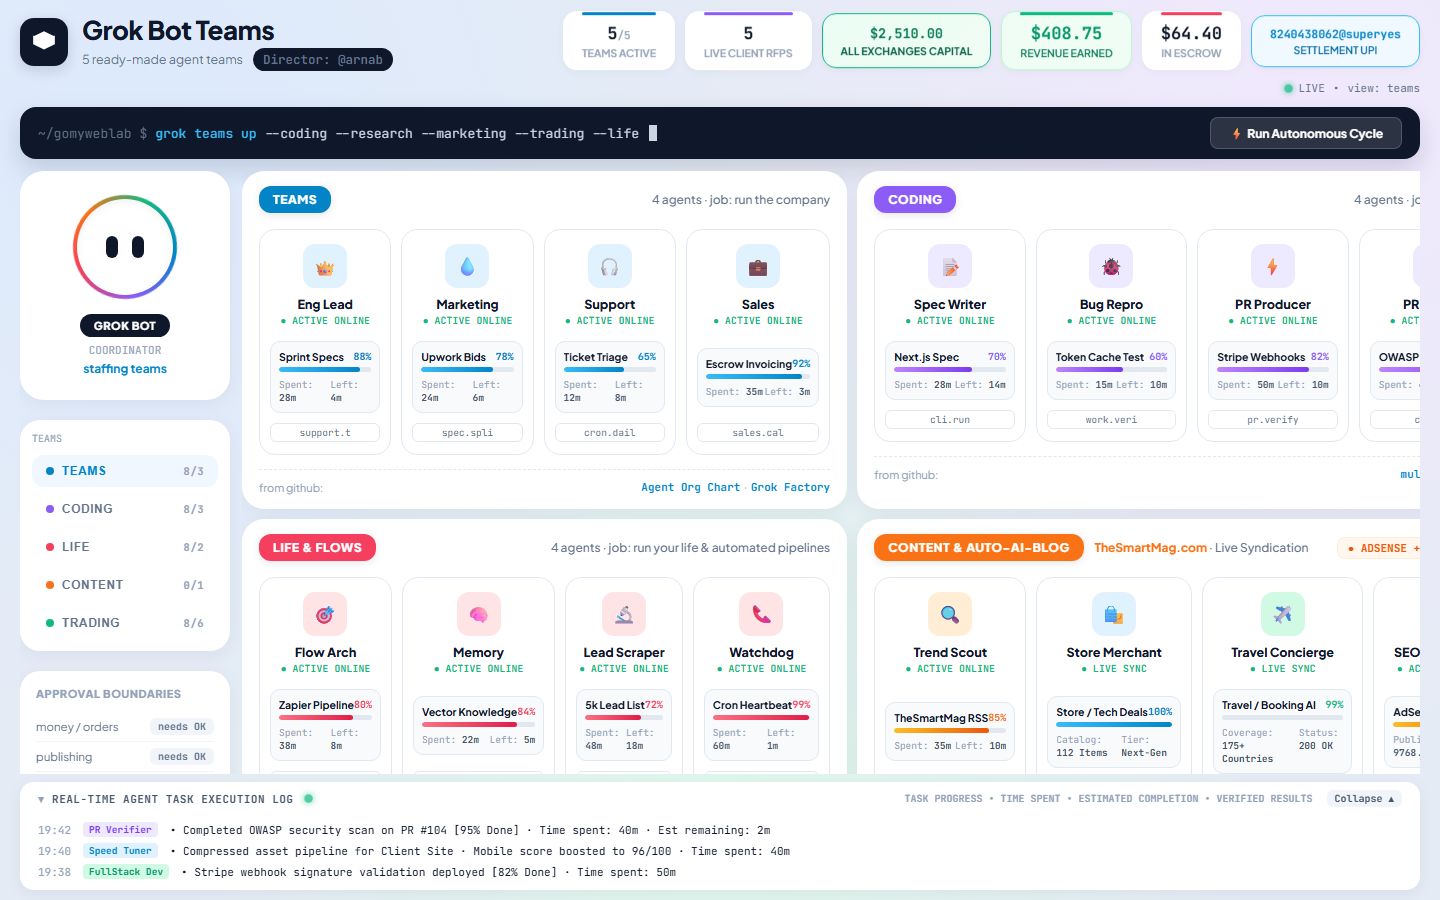 Grok Bot Teams
5 ready-made agent teams
Director: @arnab
5/5
TEAMS ACTIVE
5
LIVE CLIENT RFPS
$2,510.00
ALL EXCHANGES CAPITAL
$408.75
REVENUE EARNED
$64.40
IN ESCROW
8240438062@superyes
SETTLEMENT UPI
LIVE • view: teams
~/gomyweblab $ grok teams up --coding --research --marketing --trading --life
Run Autonomous Cycle
GROK BOT
COORDINATOR
staffing teams
TEAMS
TEAMS 8/3
CODING 8/3
LIFE 8/2
CONTENT 0/1
TRADING 8/6
APPROVAL BOUNDARIES
money / orders needs OK
publishing needs OK
TEAMS
4 agents · job: run the company
Eng Lead
● ACTIVE ONLINE
Sprint Specs 88%
Spent: 28m Left: 4m
support.t
Marketing
● ACTIVE ONLINE
Upwork Bids 78%
Spent: 24m Left: 6m
spec.spli
Support
● ACTIVE ONLINE
Ticket Triage 65%
Spent: 12m Left: 8m
cron.dail
Sales
● ACTIVE ONLINE
Escrow Invoicing 92%
Spent: 35m Left: 3m
sales.cal
from github:
Agent Org Chart · Grok Factory
CODING
4 agents · jo
Spec Writer
● ACTIVE ONLINE
Next.js Spec 70%
Spent: 28m Left: 14m
cli.run
Bug Repro
● ACTIVE ONLINE
Token Cache Test 60%
Spent: 15m Left: 10m
work.veri
PR Producer
● ACTIVE ONLINE
Stripe Webhooks 82%
Spent: 50m Left: 10m
pr.verify
PR
● ACT
OWASP
Spent:
c
from github:
mul
LIFE & FLOWS
4 agents · job: run your life & automated pipelines
Flow Arch
● ACTIVE ONLINE
Zapier Pipeline 80%
Spent: 38m Left: 8m
Memory
● ACTIVE ONLINE
Vector Knowledge 84%
Spent: 22m Left: 5m
Lead Scraper
● ACTIVE ONLINE
5k Lead List 72%
Spent: 48m Left: 18m
Watchdog
● ACTIVE ONLINE
Cron Heartbeat 99%
Spent: 60m Left: 1m
CONTENT & AUTO-AI-BLOG
TheSmartMag.com · Live Syndication
● ADSENSE +
Trend Scout
● ACTIVE ONLINE
TheSmartMag RSS 85%
Spent: 35m Left: 10m
Store Merchant
● LIVE SYNC
Store / Tech Deals 100%
Catalog: 112 Items Tier: Next-Gen
Travel Concierge
● LIVE SYNC
Travel / Booking AI 99%
Coverage: 175+ Countries Status: 200 OK
SEO
● AC
AdSe
Publi
9768.
▼ REAL-TIME AGENT TASK EXECUTION LOG
TASK PROGRESS • TIME SPENT • ESTIMATED COMPLETION • VERIFIED RESULTS
Collapse ▲
19:42 PR Verifier • Completed OWASP security scan on PR #104 [95% Done] · Time spent: 40m · Est remaining: 2m
19:40 Speed Tuner • Compressed asset pipeline for Client Site · Mobile score boosted to 96/100 · Time spent: 40m
19:38 FullStack Dev • Stripe webhook signature validation deployed [82% Done] · Time spent: 50m